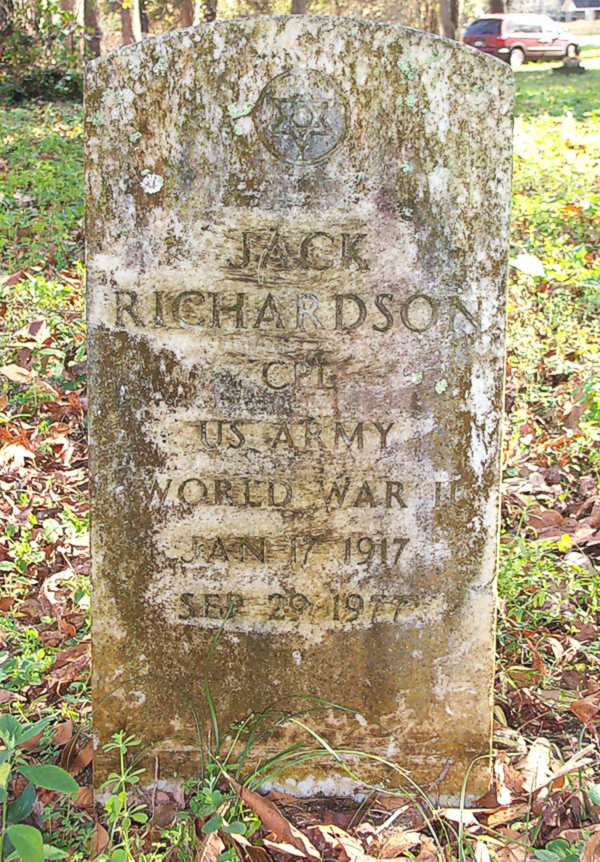 JACK
RICHARDSON
CPL
US ARMY
WORLD WAR II
JAN 17 1917
SEP 29 1977